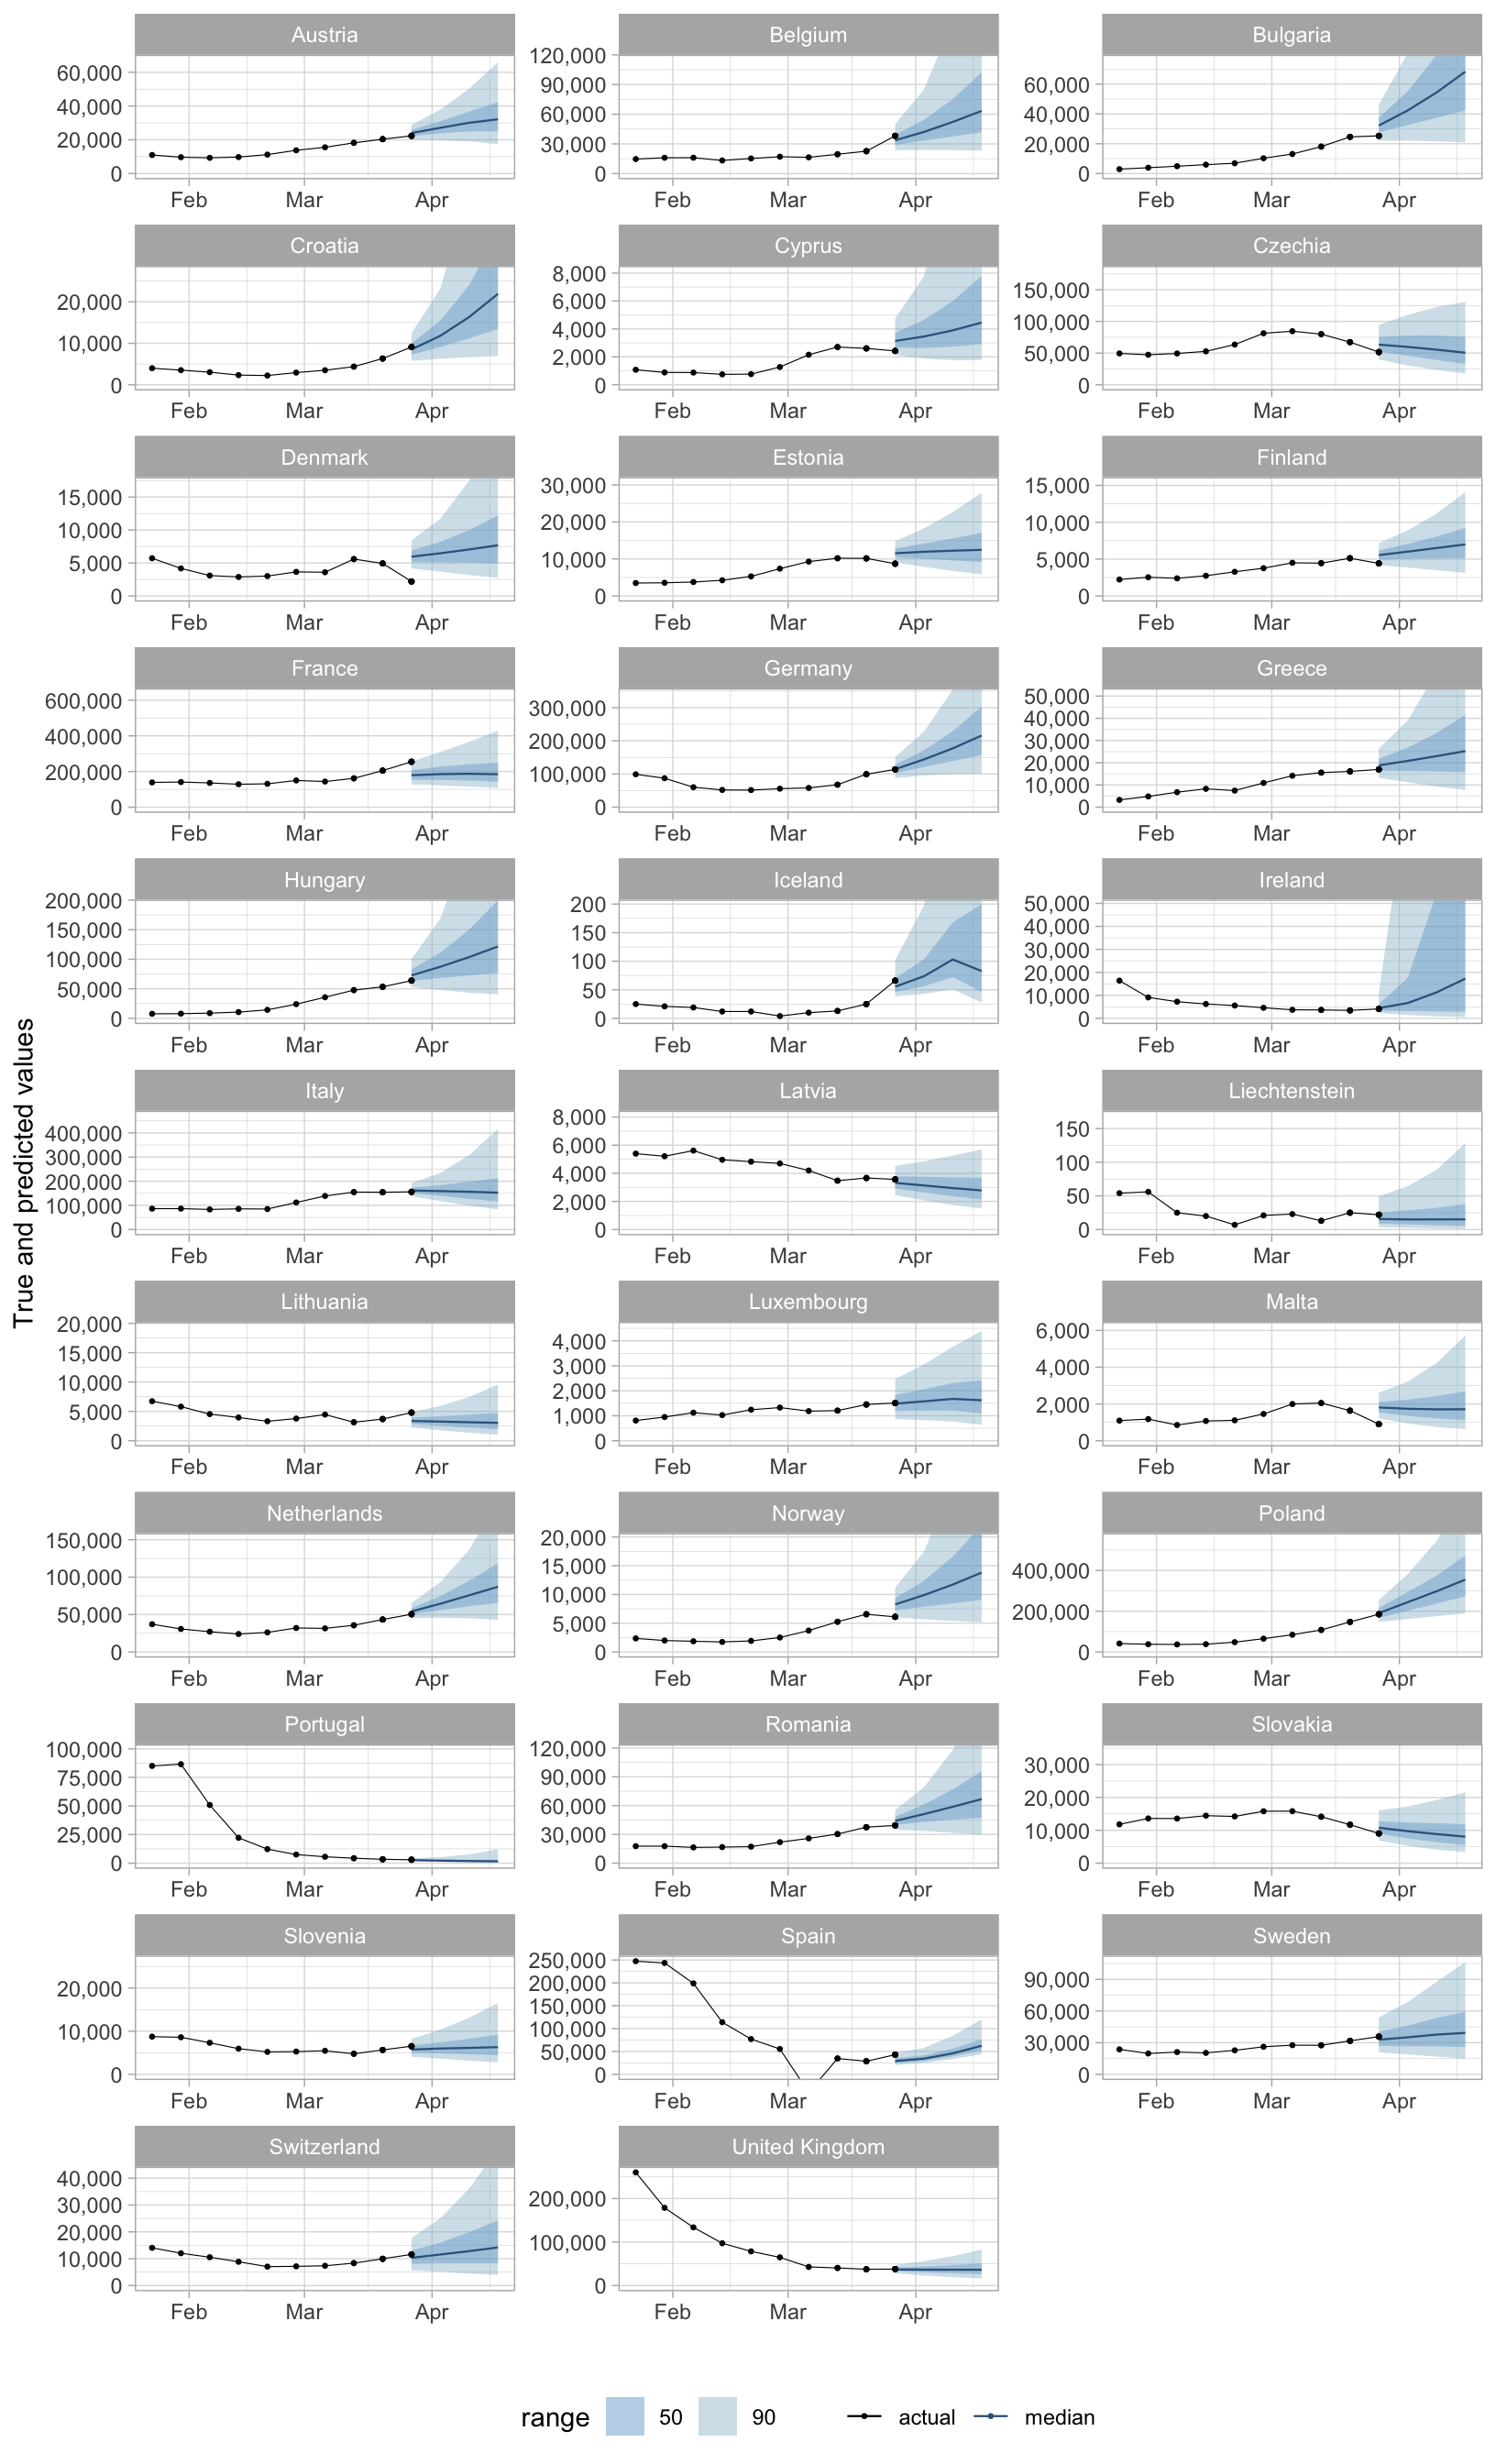 True and predicted values
Austria
60,000
40,000
20,000
0
Feb Mar Apr
Belgium
120,000
90,000
60,000
30,000
0
Feb Mar Apr
Bulgaria
60,000
40,000
20,000
0
Feb Mar Apr
Croatia
20,000
10,000
0
Feb Mar Apr
Cyprus
8,000
6,000
4,000
2,000
0
Feb Mar Apr
Czechia
150,000
100,000
50,000
0
Feb Mar Apr
Denmark
15,000
10,000
5,000
0
Feb Mar Apr
Estonia
30,000
20,000
10,000
0
Feb Mar Apr
Finland
15,000
10,000
5,000
0
Feb Mar Apr
France
600,000
400,000
200,000
0
Feb Mar Apr
Germany
300,000
200,000
100,000
0
Feb Mar Apr
Greece
50,000
40,000
30,000
20,000
10,000
0
Feb Mar Apr
Hungary
200,000
150,000
100,000
50,000
0
Feb Mar Apr
Iceland
200
150
100
50
0
Feb Mar Apr
Ireland
50,000
40,000
30,000
20,000
10,000
0
Feb Mar Apr
Italy
400,000
300,000
200,000
100,000
0
Feb Mar Apr
Latvia
8,000
6,000
4,000
2,000
0
Feb Mar Apr
Liechtenstein
150
100
50
0
Feb Mar Apr
Lithuania
20,000
15,000
10,000
5,000
0
Feb Mar Apr
Luxembourg
4,000
3,000
2,000
1,000
0
Feb Mar Apr
Malta
6,000
4,000
2,000
0
Feb Mar Apr
Netherlands
150,000
100,000
50,000
0
Feb Mar Apr
Norway
20,000
15,000
10,000
5,000
0
Feb Mar Apr
Poland
400,000
200,000
0
Feb Mar Apr
Portugal
100,000
75,000
50,000
25,000
0
Feb Mar Apr
Romania
120,000
90,000
60,000
30,000
0
Feb Mar Apr
Slovakia
30,000
20,000
10,000
0
Feb Mar Apr
Slovenia
20,000
10,000
0
Feb Mar Apr
Spain
250,000
200,000
150,000
100,000
50,000
0
Feb Mar Apr
Sweden
90,000
60,000
30,000
0
Feb Mar Apr
Switzerland
40,000
30,000
20,000
10,000
0
Feb Mar Apr
United Kingdom
200,000
100,000
0
Feb Mar Apr
range 50 90 actual median